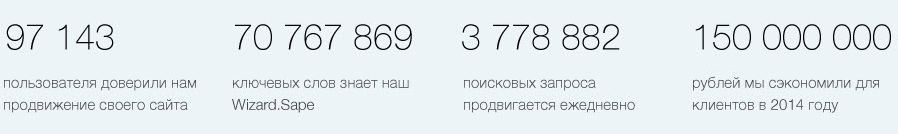 97 143 70 767 869 3 778 882 150 000 000
пользователя доверили нам ключевых слов знает наш поисковых запроса рублей мы сэкономили для
продвижение своего сайта Wizard.Sape продвигается ежедневно клиентов в 2014 году